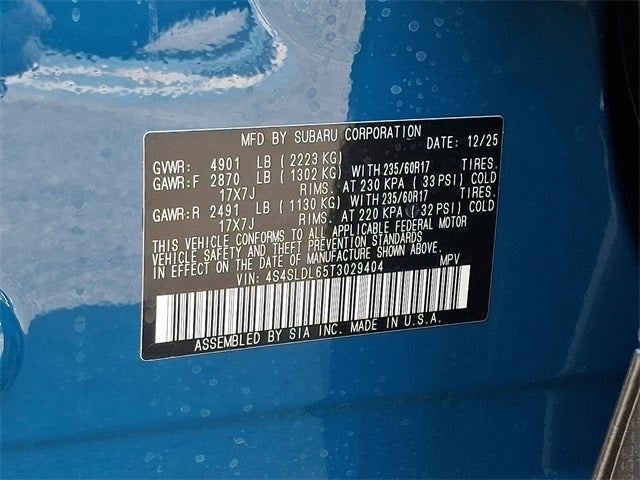 MFD BY SUBARU CORPORATION
DATE: 12/25
GVWR: 4901 LB (2223 KG)
GAWR:F 2870 LB (1302 KG) WITH 235/60R17 TIRES.
17X7J RIMS. AT 230 KPA (33 PSI) COLD
GAWR:R 2491 LB (1130 KG) WITH 235/60R17 TIRES.
17X7J RIMS. AT 220 KPA (32 PSI) COLD
THIS VEHICLE CONFORMS TO ALL APPLICABLE FEDERAL MOTOR
VEHICLE SAFETY AND THEFT PREVENTION STANDARDS
IN EFFECT ON THE DATE OF MANUFACTURE SHOWN ABOVE.
VIN: 4S4SLDL65T3029404 MPV
ASSEMBLED BY SIA INC. MADE IN U.S.A.